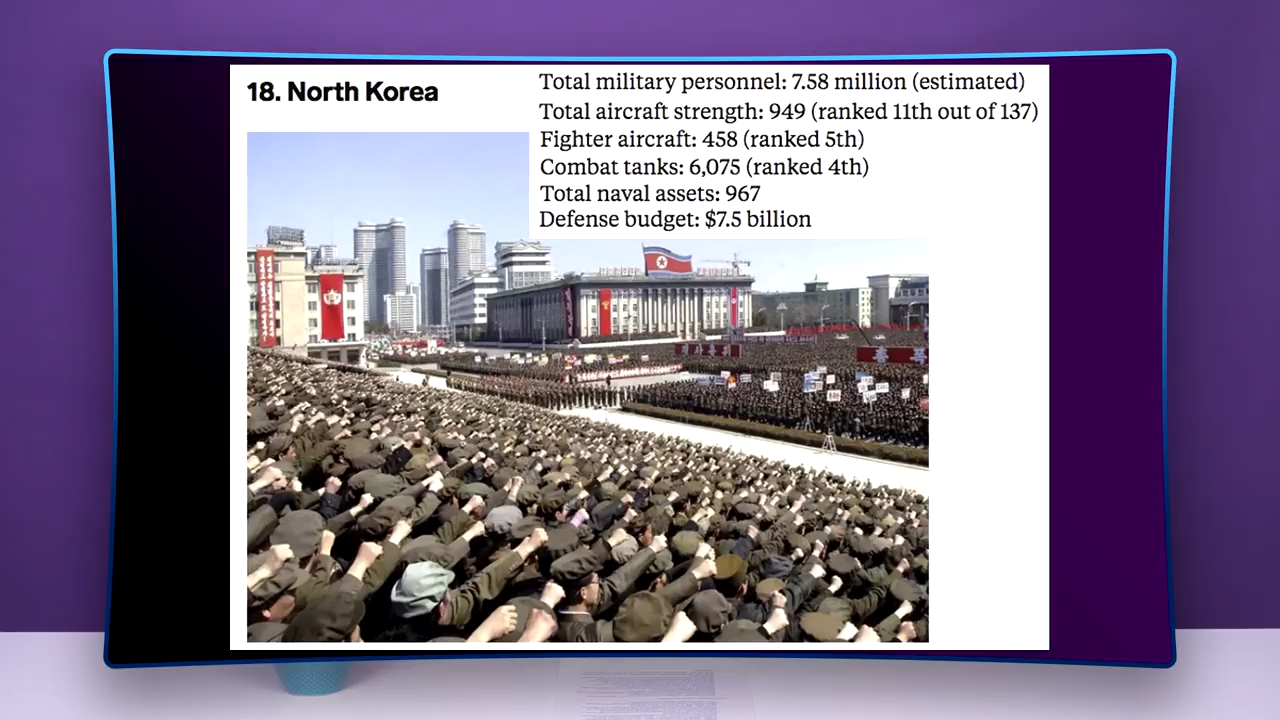 18. North Korea
Total military personnel: 7.58 million (estimated)
Total aircraft strength: 949 (ranked 11th out of 137)
Fighter aircraft: 458 (ranked 5th)
Combat tanks: 6,075 (ranked 4th)
Total naval assets: 967
Defense budget: $7.5 billion